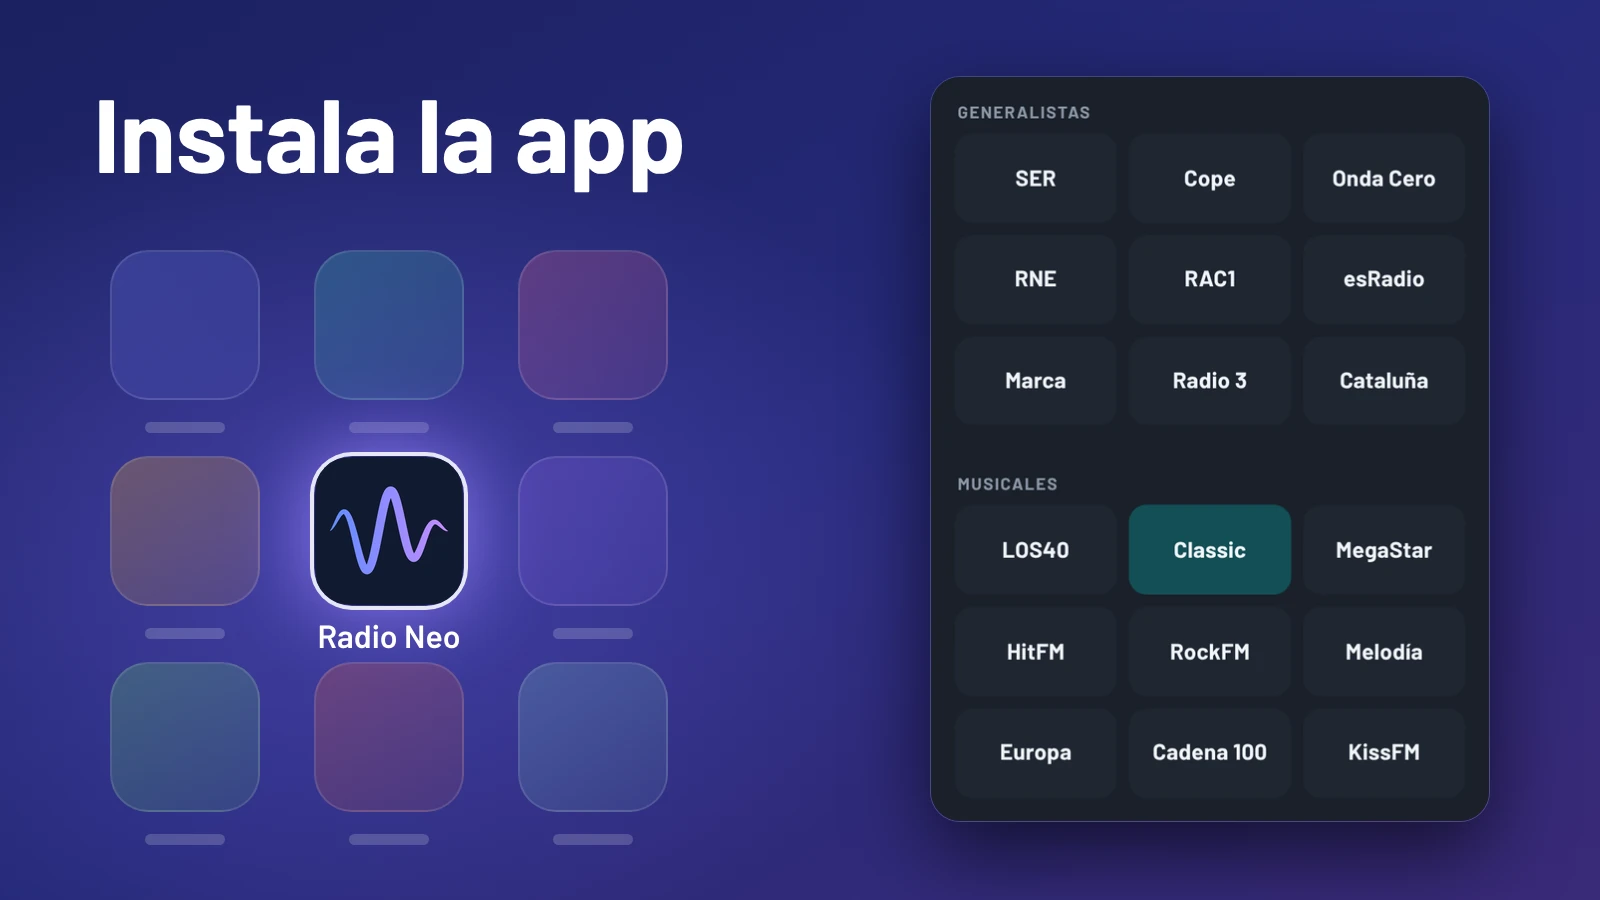 Instala la app
Radio Neo
GENERALISTAS
SER
Cope
Onda Cero
RNE
RAC1
esRadio
Marca
Radio 3
Cataluña
MUSICALES
LOS40
Classic
MegaStar
HitFM
RockFM
Melodía
Europa
Cadena 100
KissFM